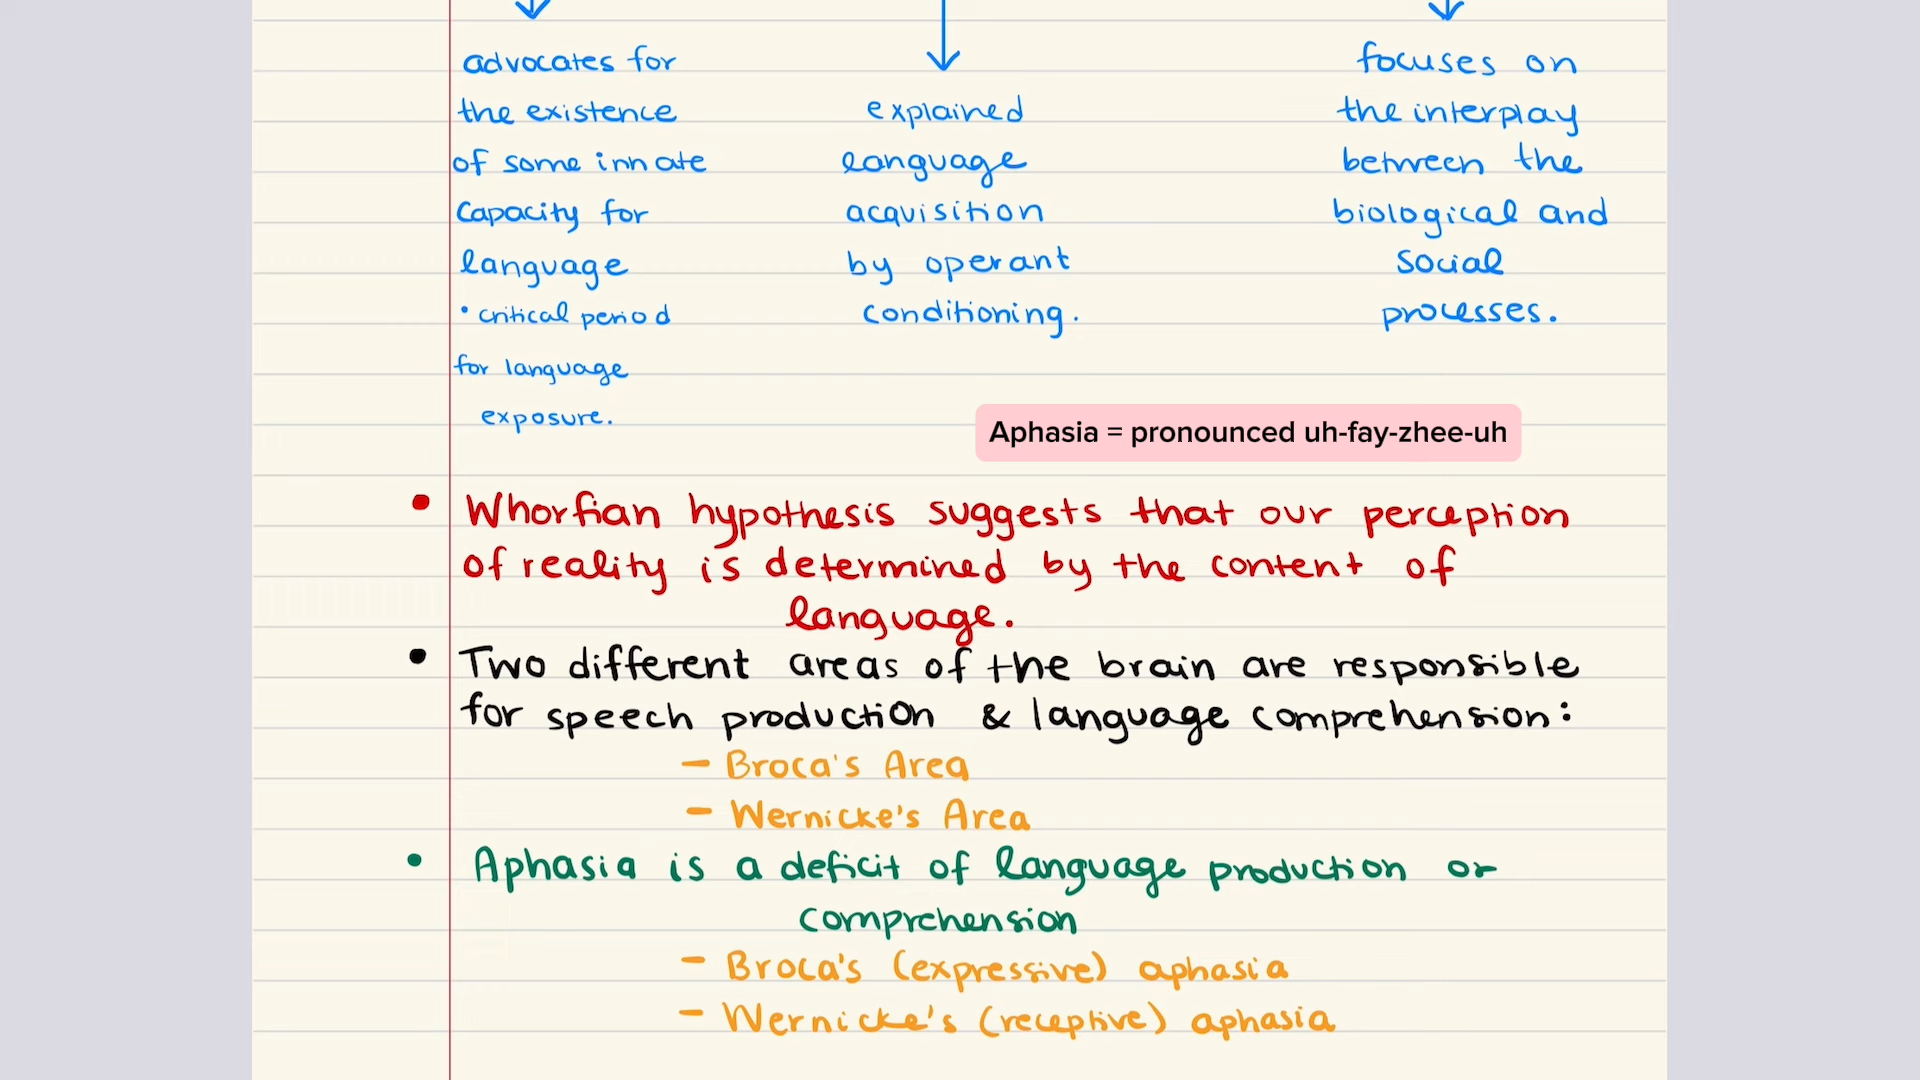 advocates for
the existence
of some innate
capacity for
language
• critical period
for language
exposure.
explained
language
acquisition
by operant
conditioning.
focuses on
the interplay
between the
biological and
social
processes.
Aphasia = pronounced uh-fay-zhee-uh
• Whorfian hypothesis suggests that our perception
of reality is determined by the content of
language.
• Two different areas of the brain are responsible
for speech production & language comprehension:
- Broca's Area
- Wernicke's Area
• Aphasia is a deficit of language production or
comprehension
- Broca's (expressive) aphasia
- Wernicke's (receptive) aphasia